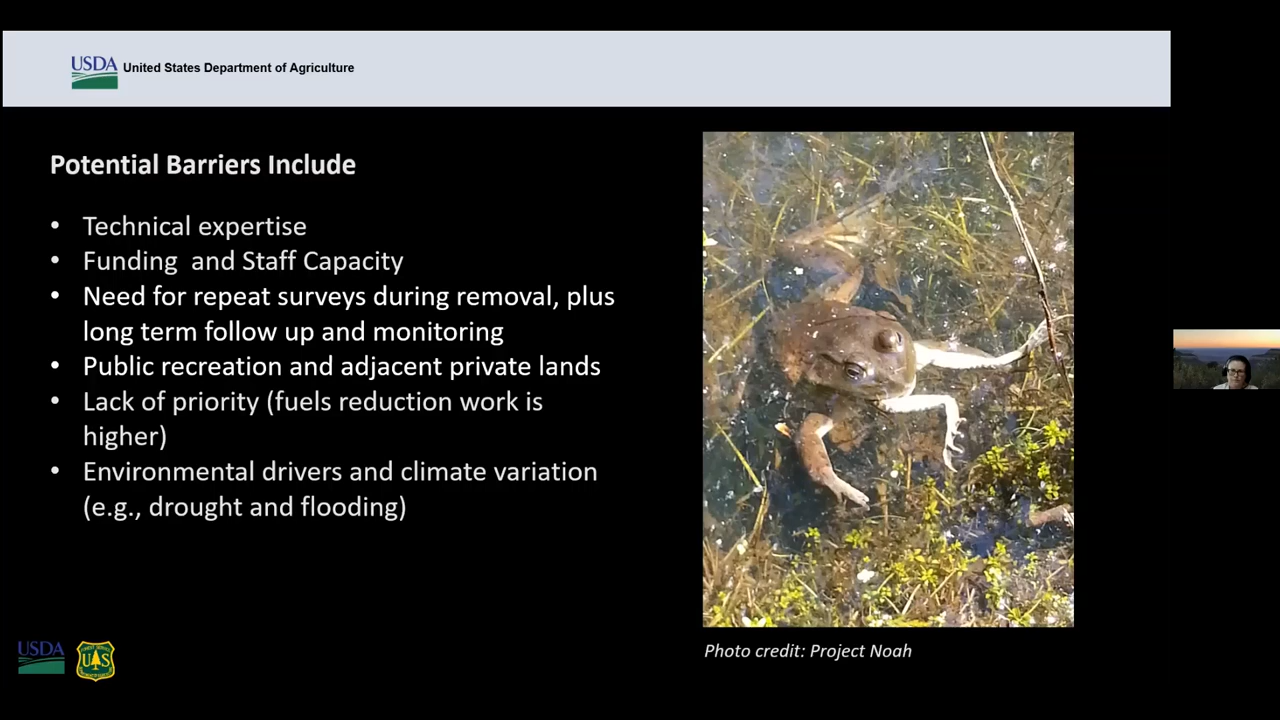 USDA United States Department of Agriculture
Potential Barriers Include
• Technical expertise
• Funding and Staff Capacity
• Need for repeat surveys during removal, plus
long term follow up and monitoring
• Public recreation and adjacent private lands
• Lack of priority (fuels reduction work is
higher)
• Environmental drivers and climate variation
(e.g., drought and flooding)
Photo credit: Project Noah
USDA
U S